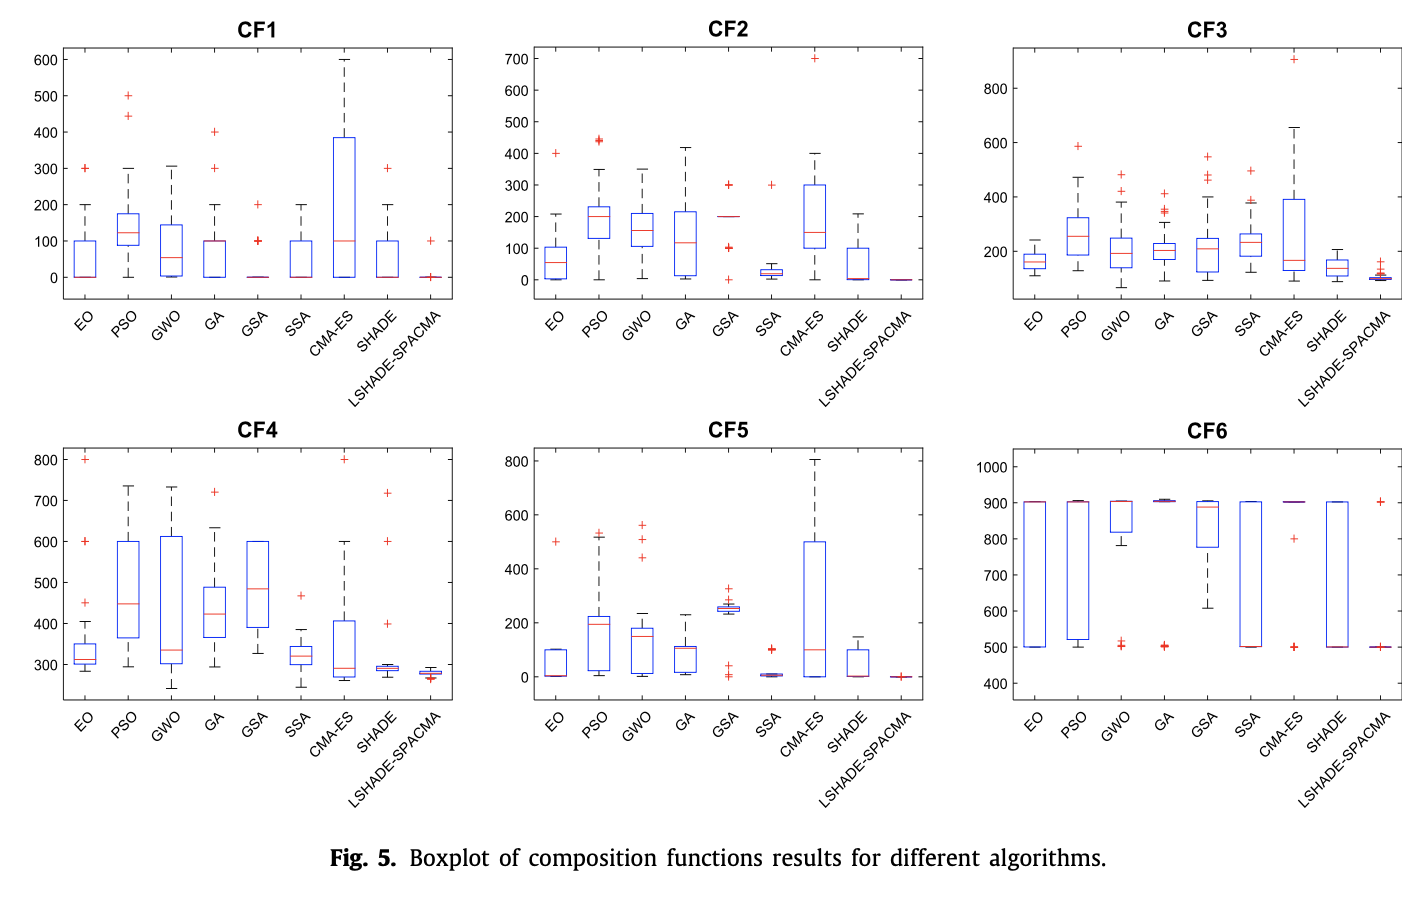 CF1
600
500
400
300
200
100
0
EO
PSO
GWO
GA
GSA
SSA
CMA-ES
SHADE
LSHADE-SPACMA
CF2
700
600
500
400
300
200
100
0
EO
PSO
GWO
GA
GSA
SSA
CMA-ES
SHADE
LSHADE-SPACMA
CF3
800
600
400
200
EO
PSO
GWO
GA
GSA
SSA
CMA-ES
SHADE
LSHADE-SPACMA
CF4
800
700
600
500
400
300
EO
PSO
GWO
GA
GSA
SSA
CMA-ES
SHADE
LSHADE-SPACMA
CF5
800
600
400
200
0
EO
PSO
GWO
GA
GSA
SSA
CMA-ES
SHADE
LSHADE-SPACMA
CF6
1000
900
800
700
600
500
400
EO
PSO
GWO
GA
GSA
SSA
CMA-ES
SHADE
LSHADE-SPACMA
Fig. 5. Boxplot of composition functions results for different algorithms.